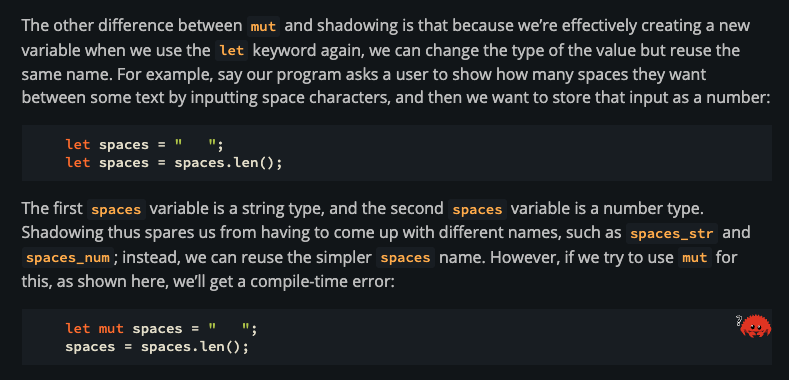 The other difference between mut and shadowing is that because we’re effectively creating a new
variable when we use the let keyword again, we can change the type of the value but reuse the
same name. For example, say our program asks a user to show how many spaces they want
between some text by inputting space characters, and then we want to store that input as a number:
let spaces = "   ";
let spaces = spaces.len();
The first spaces variable is a string type, and the second spaces variable is a number type.
Shadowing thus spares us from having to come up with different names, such as spaces_str and
spaces_num; instead, we can reuse the simpler spaces name. However, if we try to use mut for
this, as shown here, we’ll get a compile-time error:
let mut spaces = "   ";
spaces = spaces.len();
?